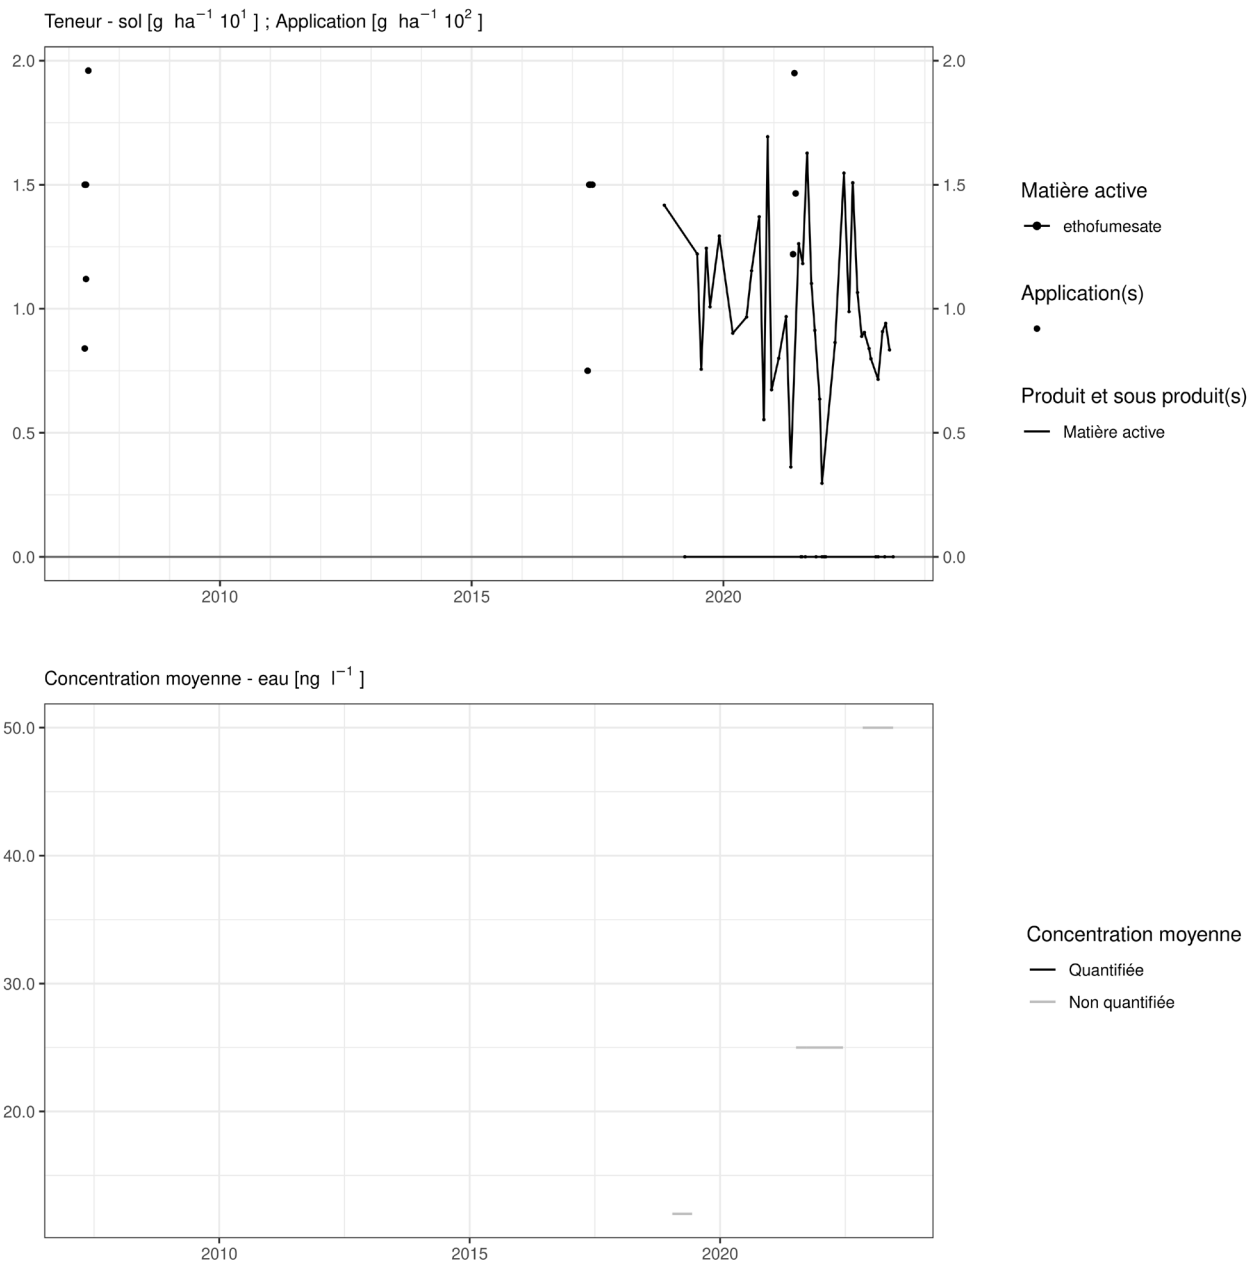 Teneur - sol [g ha⁻¹ 10¹ ] ; Application [g ha⁻¹ 10² ]
2.0
2.0
1.5
1.5
1.0
1.0
0.5
0.5
0.0
0.0
2010
2015
2020
Matière active
ethofumesate
Application(s)
Produit et sous produit(s)
Matière active
Concentration moyenne - eau [ng l⁻¹ ]
50.0
40.0
30.0
20.0
2010
2015
2020
Concentration moyenne
Quantifiée
Non quantifiée